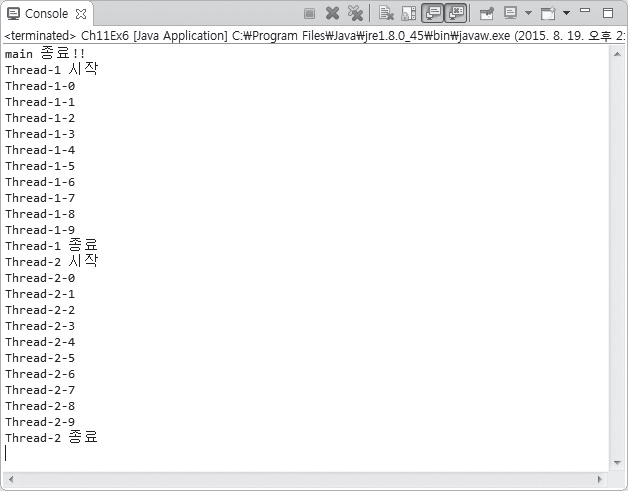 Console
<terminated> Ch11Ex6 [Java Application] C:₩Program Files₩Java₩jre1.8.0_45₩bin₩javaw.exe (2015. 8. 19. 오후 2:
main 종료!!
Thread-1 시작
Thread-1-0
Thread-1-1
Thread-1-2
Thread-1-3
Thread-1-4
Thread-1-5
Thread-1-6
Thread-1-7
Thread-1-8
Thread-1-9
Thread-1 종료
Thread-2 시작
Thread-2-0
Thread-2-1
Thread-2-2
Thread-2-3
Thread-2-4
Thread-2-5
Thread-2-6
Thread-2-7
Thread-2-8
Thread-2-9
Thread-2 종료